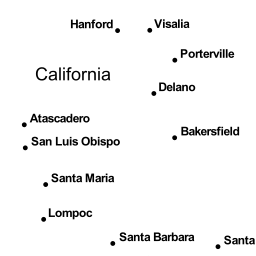 Hanford
Visalia
Porterville
California
Delano
Atascadero
Bakersfield
San Luis Obispo
Santa Maria
Lompoc
Santa Barbara
Santa